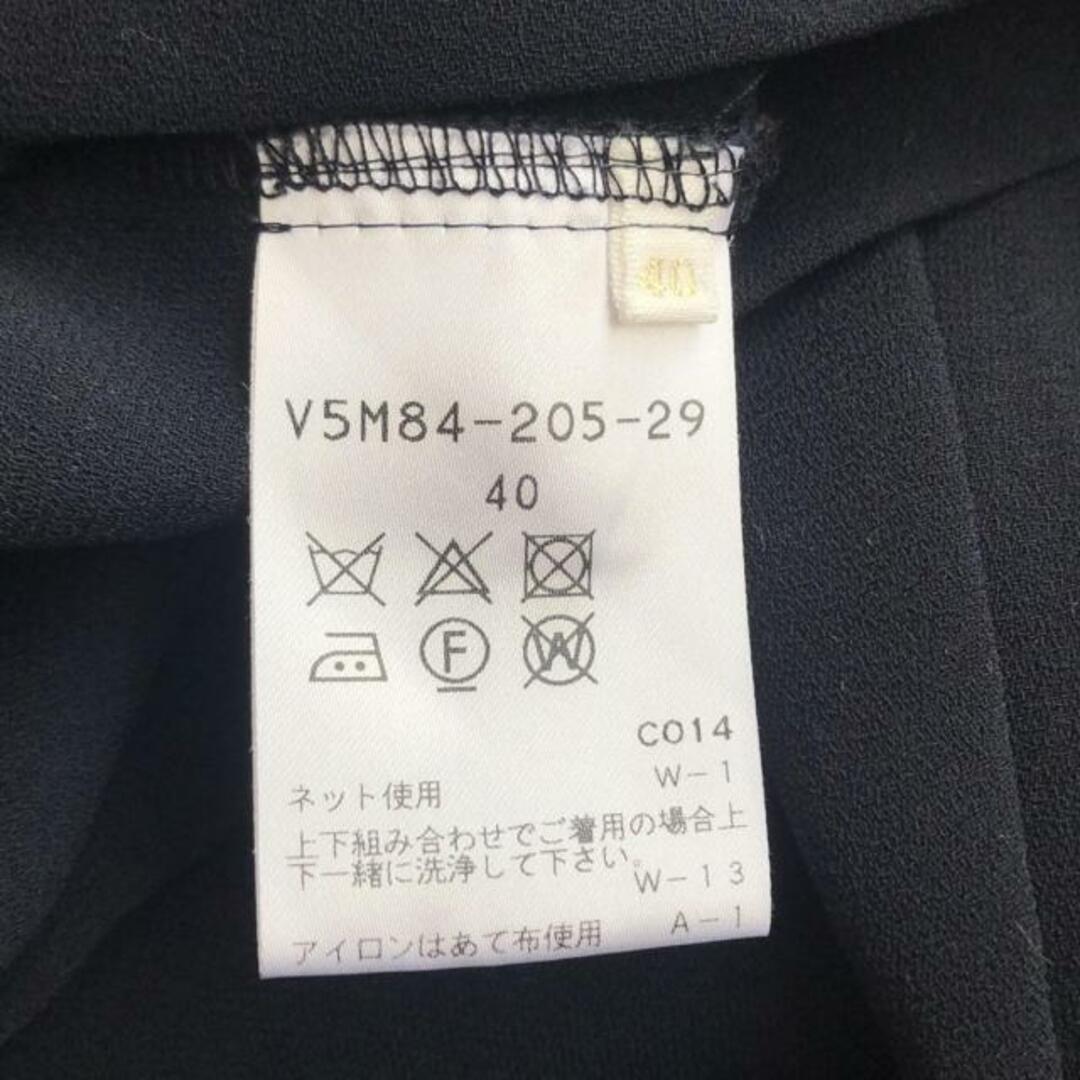 40
V5M84-205-29
40
F
W
C014
W-1
ネット使用
上下組み合わせでご着用の場合上
下一緒に洗浄して下さい。
W-13
アイロンはあて布使用 A-1